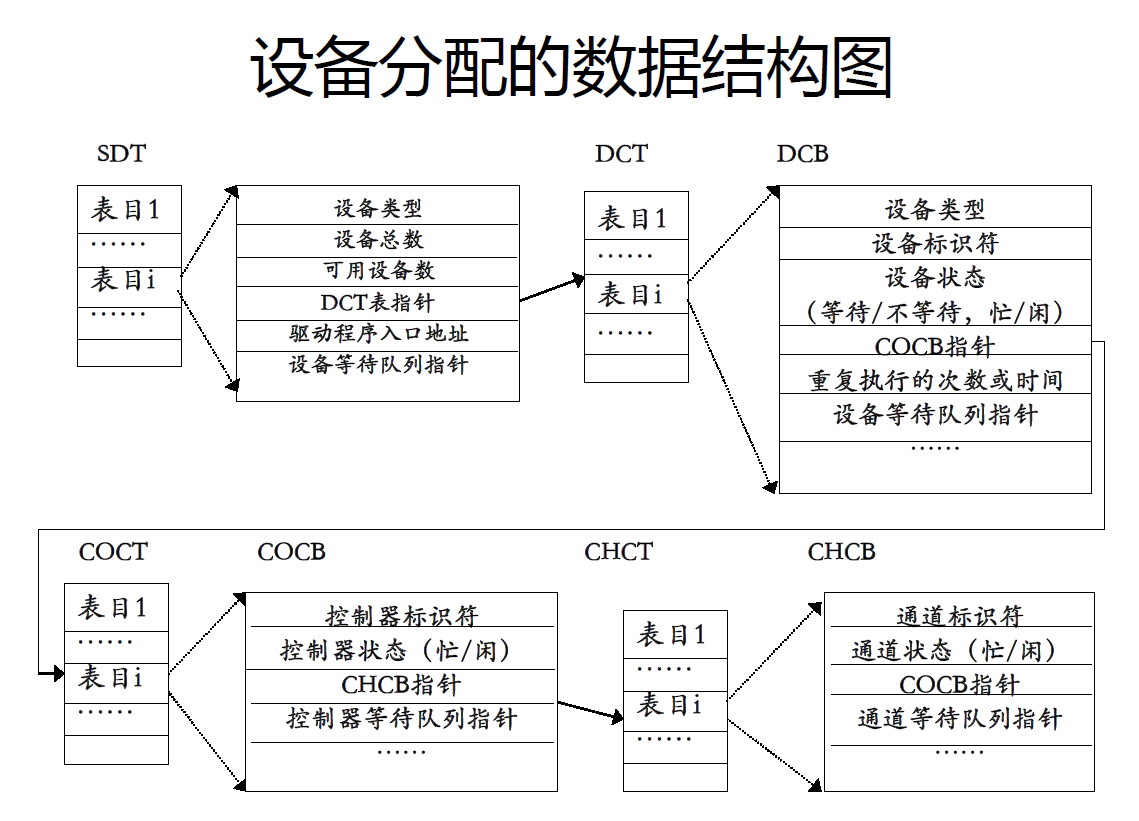 设备分配的数据结构图
SDT
表目1
……
表目i
……
设备类型
设备总数
可用设备数
DCT表指针
驱动程序入口地址
设备等待队列指针
DCT
表目1
……
表目i
……
DCB
设备类型
设备标识符
设备状态
（等待/不等待，忙/闲）
COCB指针
重复执行的次数或时间
设备等待队列指针
……
COCT
表目1
……
表目i
……
COCB
控制器标识符
控制器状态（忙/闲）
CHCB指针
控制器等待队列指针
……
CHCT
表目1
……
表目i
……
CHCB
通道标识符
通道状态（忙/闲）
COCB指针
通道等待队列指针
……